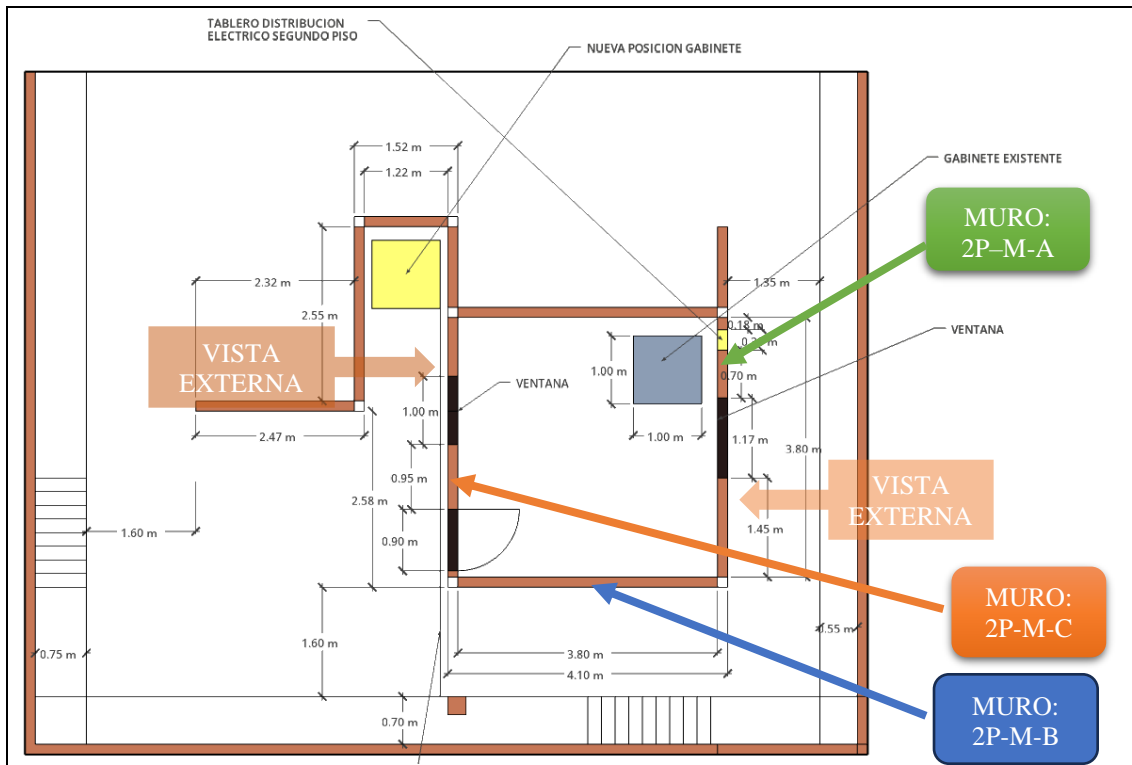 TABLERO DISTRIBUCION
ELECTRICO SEGUNDO PISO
NUEVA POSICION GABINETE
1.52 m
1.22 m
GABINETE EXISTENTE
MURO:
2P–M-A
2.32 m
1.35 m
2.55 m
0.18 m
VISTA
EXTERNA
VENTANA
1.00 m
0.70 m
VENTANA
1.00 m
2.47 m
1.00 m
1.17 m
3.80 m
0.95 m
VISTA
EXTERNA
2.58 m
1.60 m
1.45 m
0.90 m
MURO:
2P-M-C
1.60 m
0.75 m
0.55 m
3.80 m
4.10 m
MURO:
2P-M-B
0.70 m